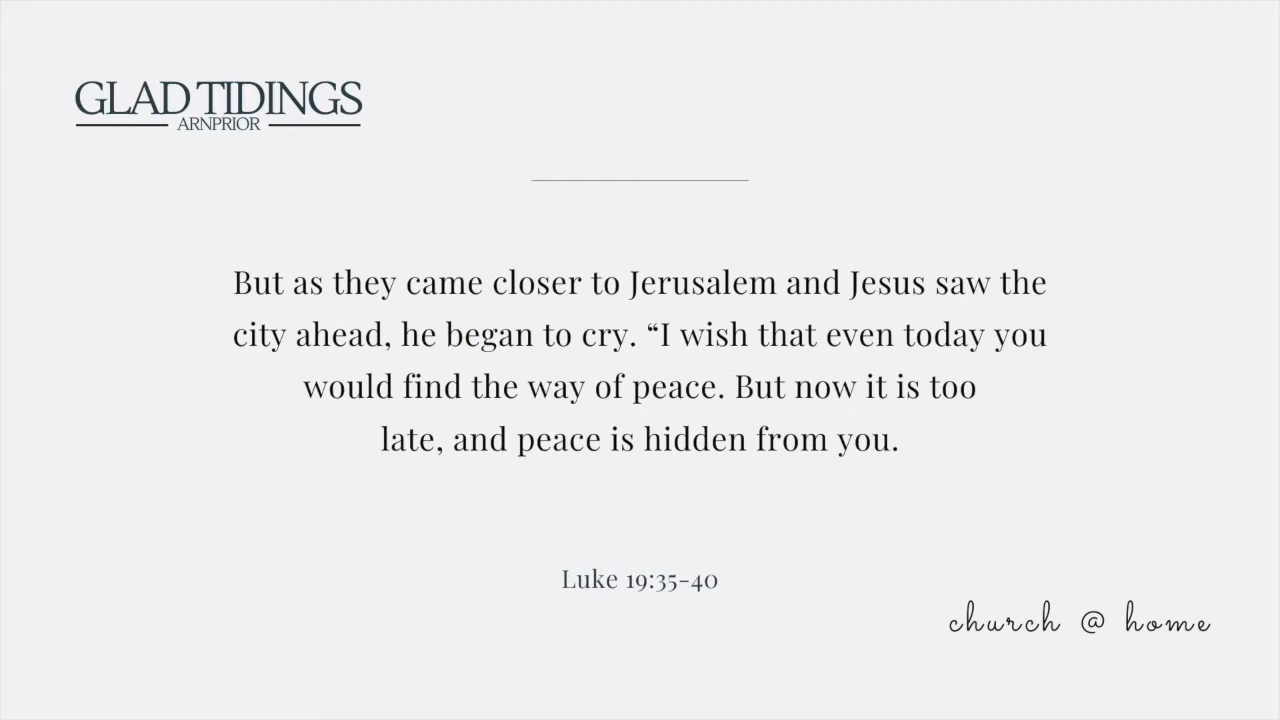 GLAD TIDINGS
ARNPRIOR
But as they came closer to Jerusalem and Jesus saw the
city ahead, he began to cry. “I wish that even today you
would find the way of peace. But now it is too
late, and peace is hidden from you.
Luke 19:35-40
church @ home